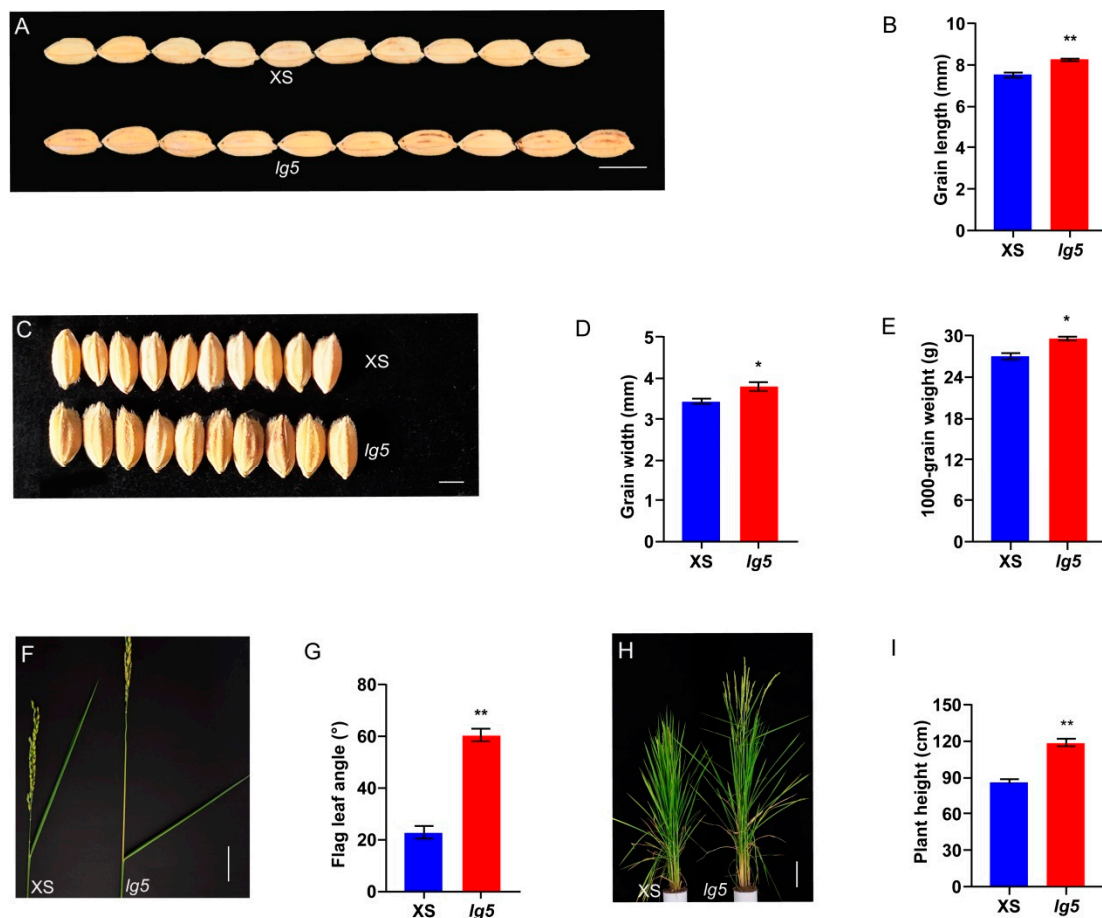 A
XS
lg5
B
Grain length (mm)
10
8
6
4
2
0
**
XS
lg5
C
XS
lg5
D
Grain width (mm)
5
4
3
2
1
0
*
XS
lg5
E
1000-grain weight (g)
30
24
18
12
6
0
*
XS
lg5
F
XS
lg5
G
Flag leaf angle (°)
80
60
40
20
0
**
XS
lg5
H
XS
lg5
I
Plant height (cm)
150
120
90
60
30
0
**
XS
lg5